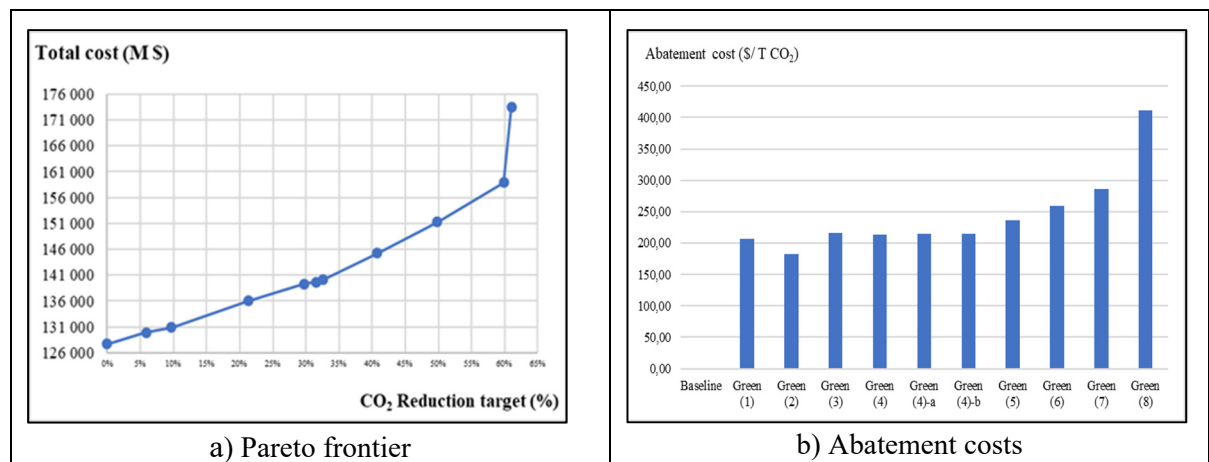 Total cost (M $)
176 000
171 000
166 000
161 000
156 000
151 000
146 000
141 000
136 000
131 000
126 000
0% 5% 10% 15% 20% 25% 30% 35% 40% 45% 50% 55% 60% 65%
CO₂ Reduction target (%)
a) Pareto frontier
Abatement cost ($/ T CO₂)
450,00
400,00
350,00
300,00
250,00
200,00
150,00
100,00
50,00
0,00
Baseline Green Green Green Green Green Green Green Green Green Green
(1) (2) (3) (4) (4)-a (4)-b (5) (6) (7) (8)
b) Abatement costs